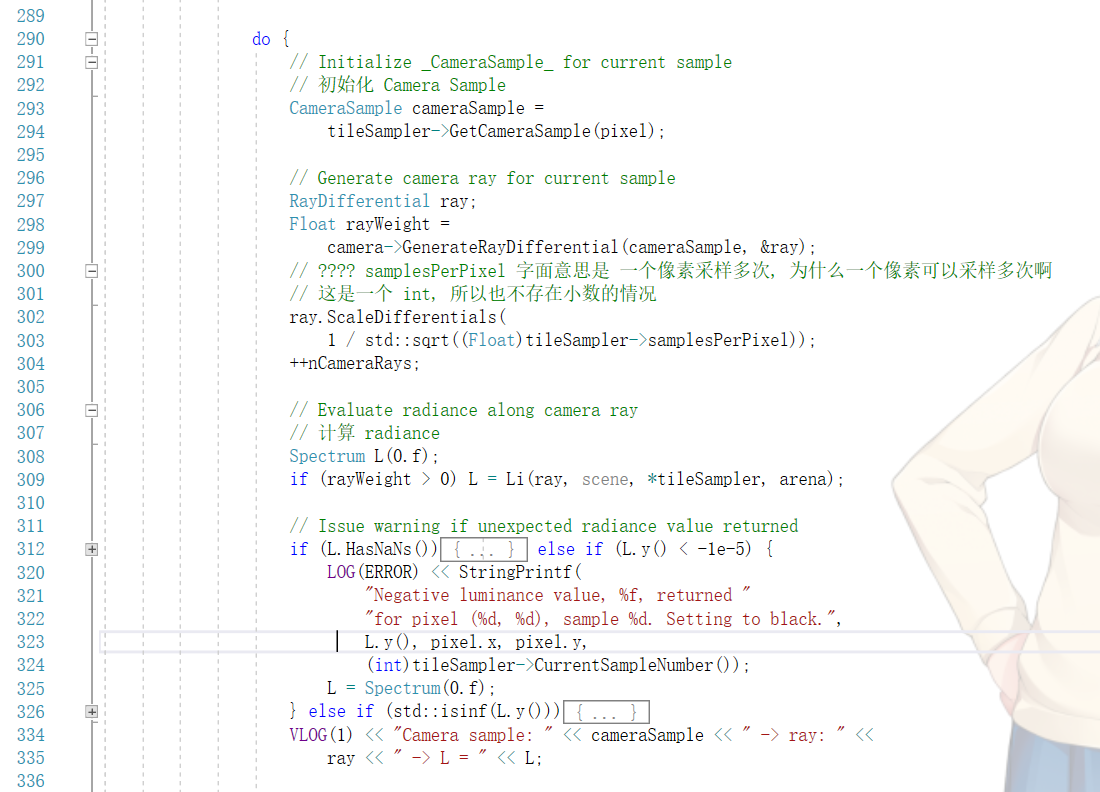 289
290 do {
291 // Initialize _CameraSample_ for current sample
292 // 初始化 Camera Sample
293 CameraSample cameraSample =
294 tileSampler->GetCameraSample(pixel);
295
296 // Generate camera ray for current sample
297 RayDifferential ray;
298 Float rayWeight =
299 camera->GenerateRayDifferential(cameraSample, &ray);
300 // ???? samplesPerPixel 字面意思是 一个像素采样多次, 为什么一个像素可以采样多次啊
301 // 这是一个 int, 所以也不存在小数的情况
302 ray.ScaleDifferentials(
303 1 / std::sqrt((Float)tileSampler->samplesPerPixel));
304 ++nCameraRays;
305
306 // Evaluate radiance along camera ray
307 // 计算 radiance
308 Spectrum L(0.f);
309 if (rayWeight > 0) L = Li(ray, scene, *tileSampler, arena);
310
311 // Issue warning if unexpected radiance value returned
312 if (L.HasNaNs()) { ... } else if (L.y() < -1e-5) {
320 LOG(ERROR) << StringPrintf(
321 "Negative luminance value, %f, returned "
322 "for pixel (%d, %d), sample %d. Setting to black.",
323 L.y(), pixel.x, pixel.y,
324 (int)tileSampler->CurrentSampleNumber());
325 L = Spectrum(0.f);
326 } else if (std::isinf(L.y())) { ... }
334 VLOG(1) << "Camera sample: " << cameraSample << " -> ray: " <<
335 ray << " -> L = " << L;
336